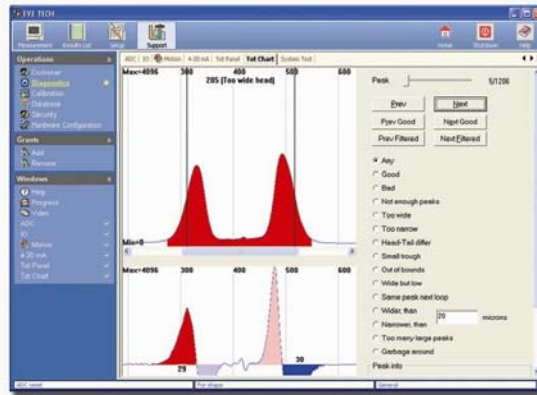 EYE TECH
Measurement
Results List
Setup
Support
Home
Shutdown
Help
Operations
Customer
Diagnostics
Calibration
Database
Security
Hardware Configuration
Grants
Add
Remove
Windows
Help
Progress
Video
ADC
IO
Motion
4-20 mA
Tot Panel
Tot Chart
ADC IO Motion 4-20 mA Tot Panel Tot Chart System Test
Max=4096 300 400 500 600
285 (Too wide head)
Min=0
Max=4096 300 400 500 600
29
30
Peak 5/1206
Prev Next
Prev Good Next Good
Prev Filtered Next Filtered
Any
Good
Bad
Not enough peaks
Too wide
Too narrow
Head-Tail differ
Small trough
Out of bounds
Wide but low
Same peak next loop
Wider, than
20 microns
Narrower, than
Too many large peaks
Garbage around
Peak info
ADC reset
General